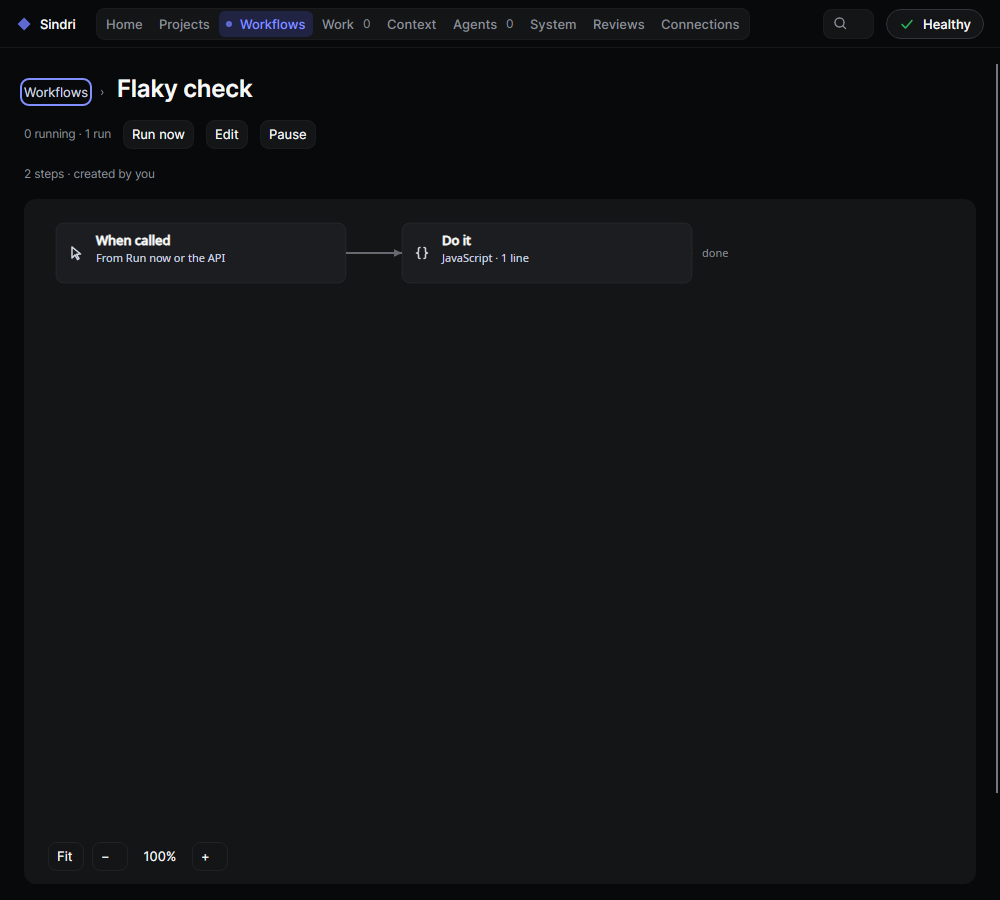 Sindri Home Projects Workflows Work 0 Context Agents 0 System Reviews Connections Healthy
Workflows › Flaky check
0 running · 1 run Run now Edit Pause
2 steps · created by you
When called
From Run now or the API
{} Do it
JavaScript · 1 line
done
Fit − 100% +